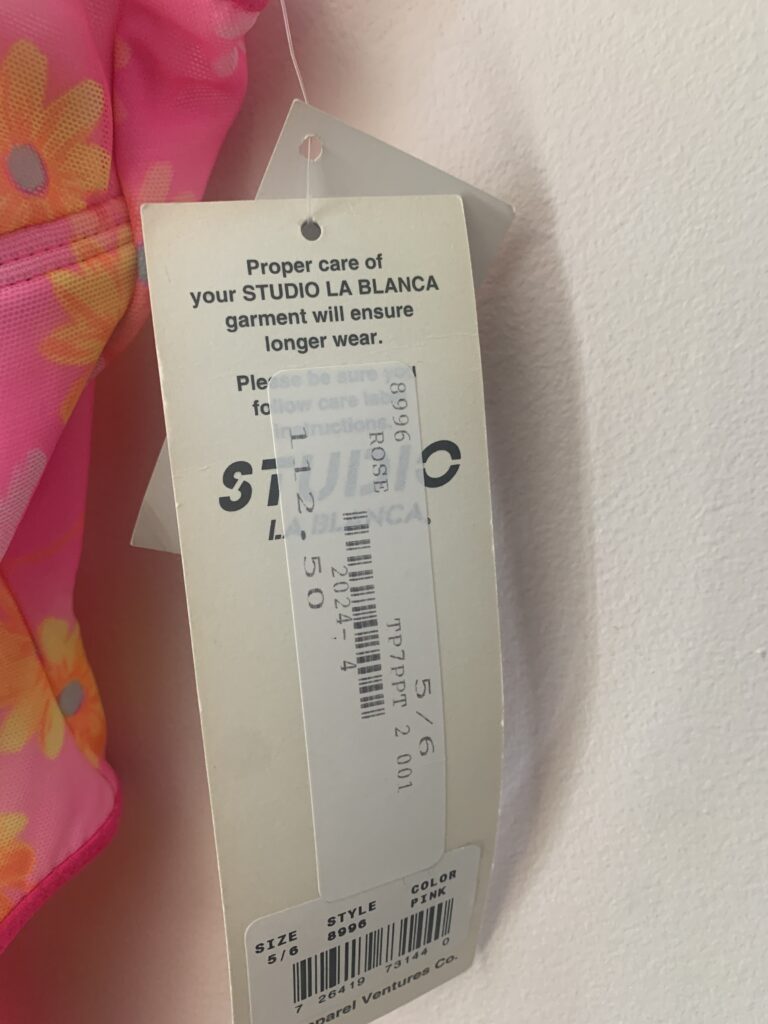 Proper care of
your STUDIO LA BLANCA
garment will ensure
longer wear.
Please be sure you
follow care label
instructions.
STUDIO
LA BLANCA
8996 ROSE TP7PPT 2 001
5/6
2024- 4
112.50
SIZE STYLE COLOR
5/6 8996 PINK
7 26419 73144 0
Ventures Co.